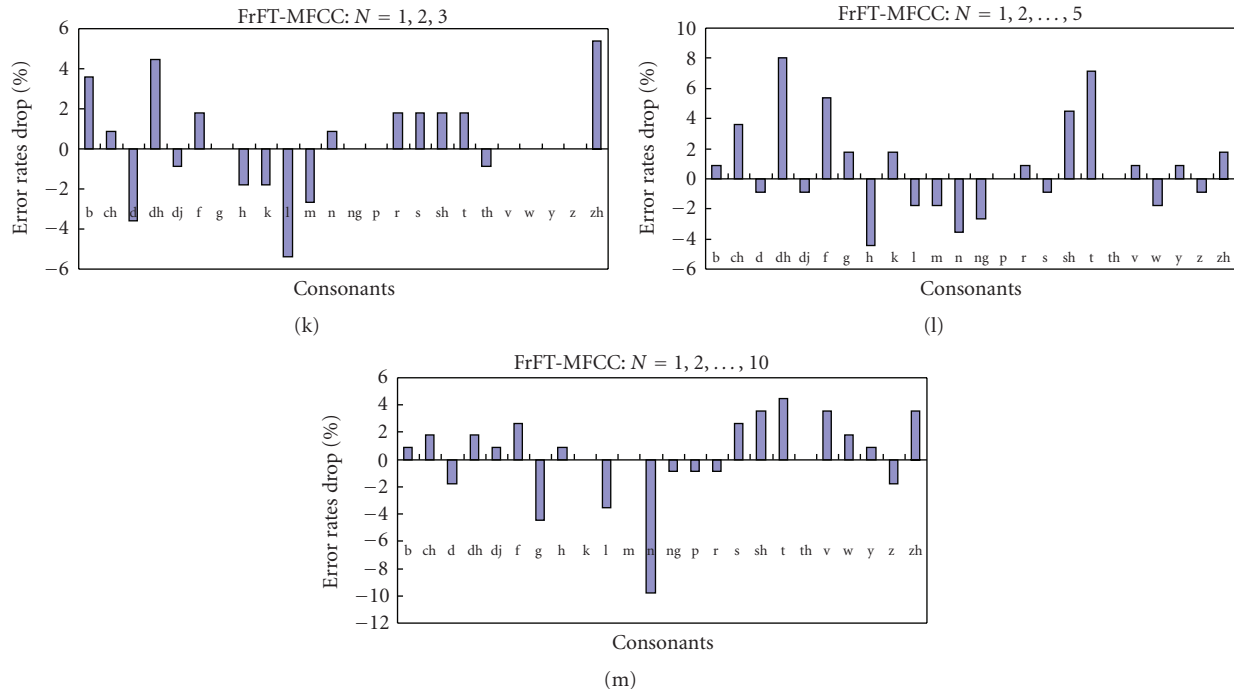 FrFT-MFCC: N = 1, 2, 3
6
4
2
0
−2
−4
−6
Error rates drop (%)
b ch d dh dj f g h k l m n ng p r s sh t th v w y z zh
Consonants
(k)
FrFT-MFCC: N = 1, 2, . . . , 5
10
8
6
4
2
0
−2
−4
−6
Error rates drop (%)
b ch d dh dj f g h k l m n ng p r s sh t th v w y z zh
Consonants
(l)
FrFT-MFCC: N = 1, 2, . . . , 10
6
4
2
0
−2
−4
−6
−8
−10
−12
Error rates drop (%)
b ch d dh dj f g h k l m n ng p r s sh t th v w y z zh
Consonants
(m)